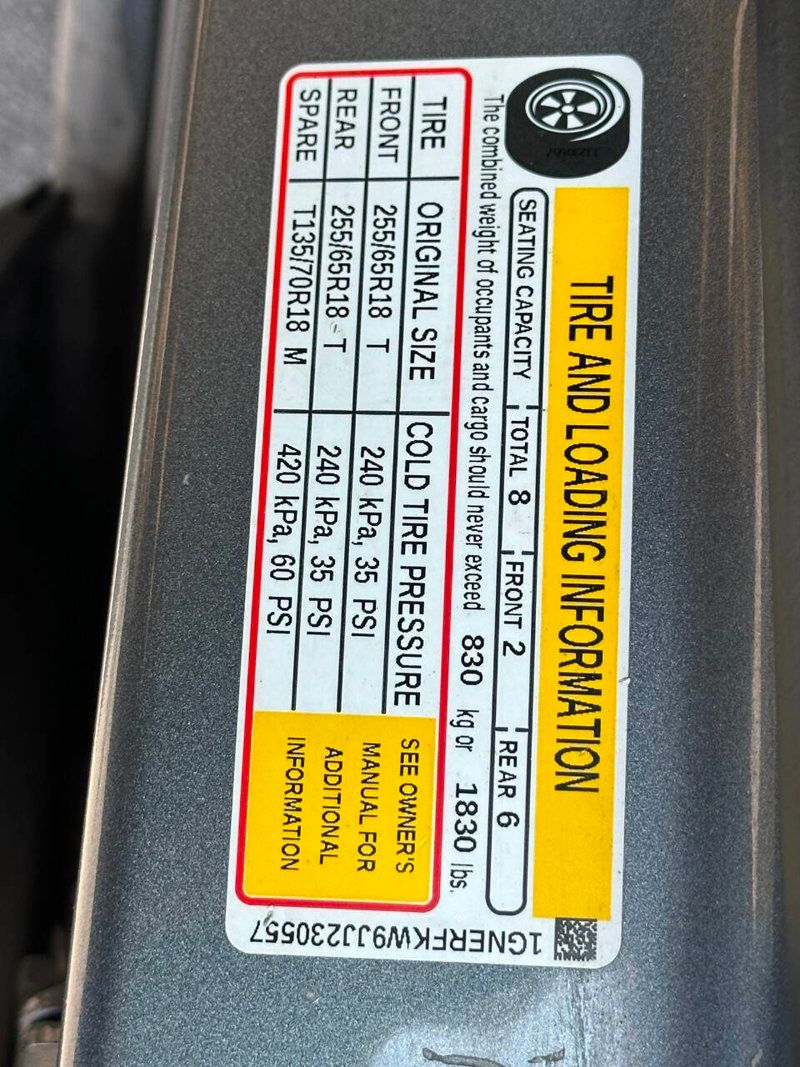 TIRE AND LOADING INFORMATION
SEATING CAPACITY TOTAL 8 FRONT 2 REAR 6
The combined weight of occupants and cargo should never exceed 830 kg or 1830 lbs.
TIRE ORIGINAL SIZE COLD TIRE PRESSURE
FRONT 255/65R18 T 240 kPa, 35 PSI
REAR 255/65R18 T 240 kPa, 35 PSI
SPARE T135/70R18 M 420 kPa, 60 PSI
SEE OWNER'S
MANUAL FOR
ADDITIONAL
INFORMATION
1GNERFKW9JJ230557